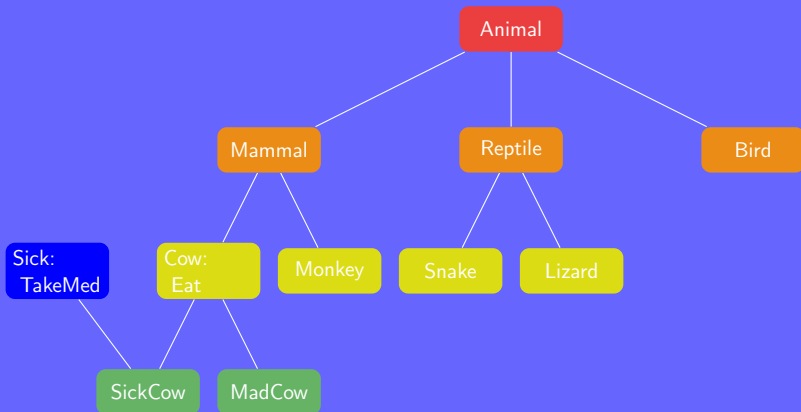 Animal
Mammal
Reptile
Bird
Sick:
TakeMed
Cow:
Eat
Monkey
Snake
Lizard
SickCow
MadCow